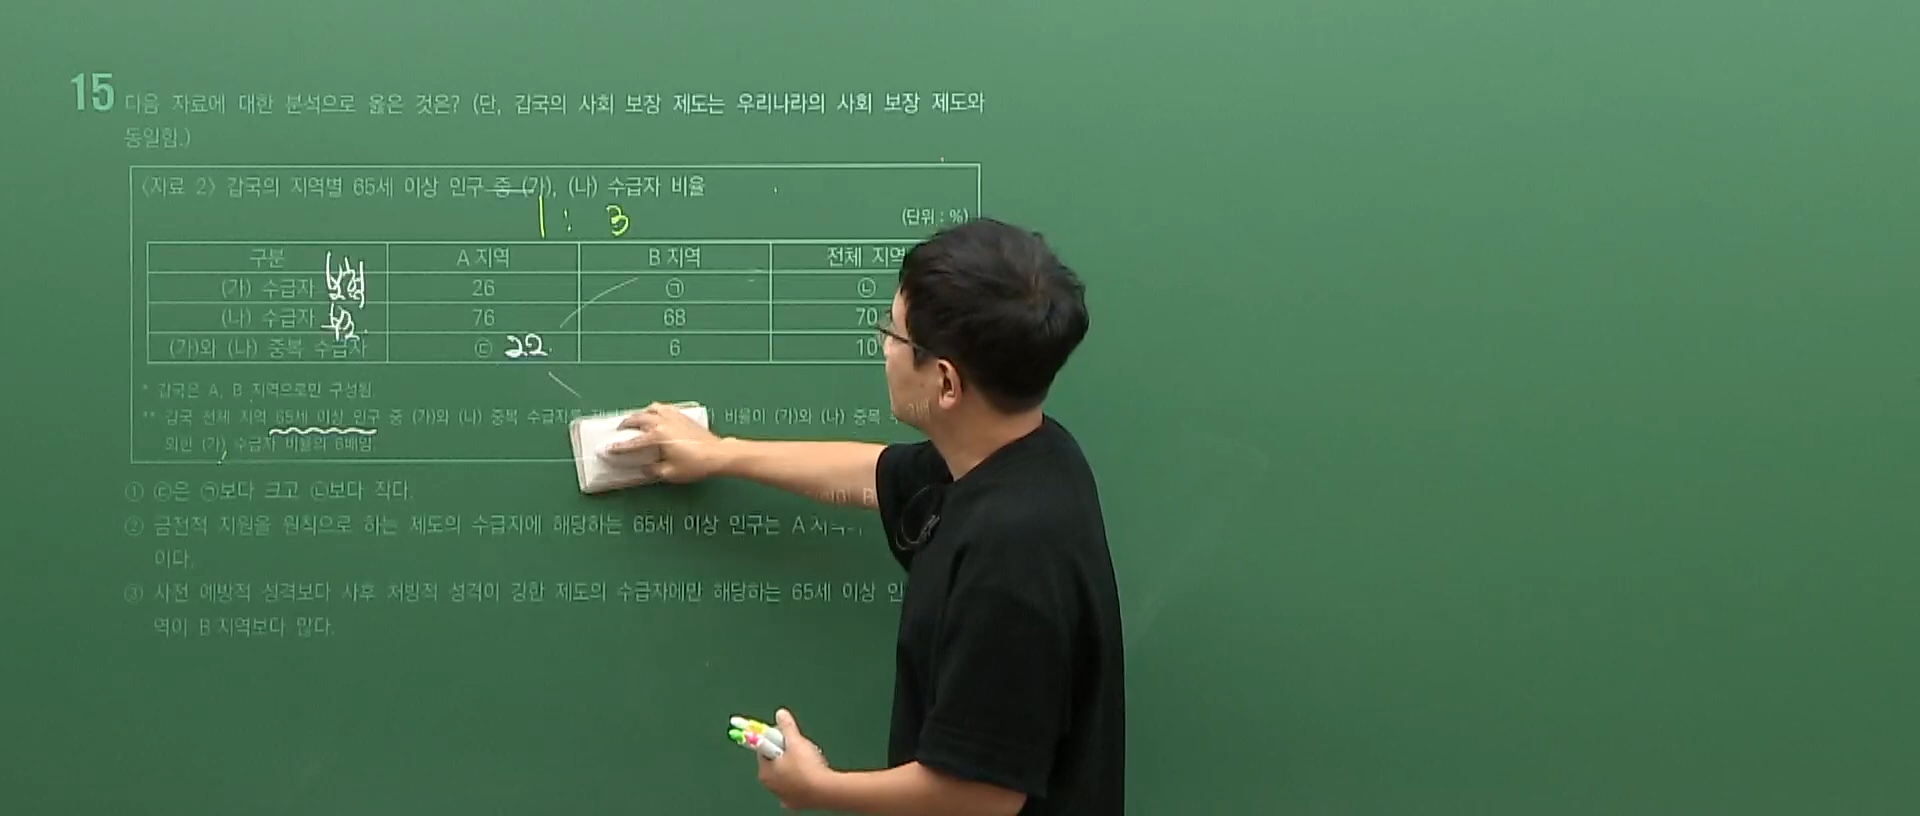 15 다음 자료에 대한 분석으로 옳은 것은? (단, 갑국의 사회 보장 제도는 우리나라의 사회 보장 제도와
동일함.)
〈자료 2〉 갑국의 지역별 65세 이상 인구 중 (가), (나) 수급자 비율
1 : 3
(단위 : %)
구분 A 지역 B 지역 전체 지역
(가) 수급자 보험 26 ㉠ ㉡
(나) 수급자 부조 76 68 70
(가)와 (나) 중복 수급자 ㉢ 22 6 10
* 갑국은 A, B 지역으로만 구성됨.
** 갑국 전체 지역 65세 이상 인구 중 (가)와 (나) 중복 수급자를 비율이 (가)와 (나) 중복
외한 (가) 수급자 비율의 6배임.
① ㉢은 ㉠보다 크고 ㉡보다 작다.
② 금전적 지원을 원칙으로 하는 제도의 수급자에 해당하는 65세 이상 인구는 A 지역
이다.
③ 사전 예방적 성격보다 사후 처방적 성격이 강한 제도의 수급자에만 해당하는 65세 이상 인
역이 B 지역보다 많다.